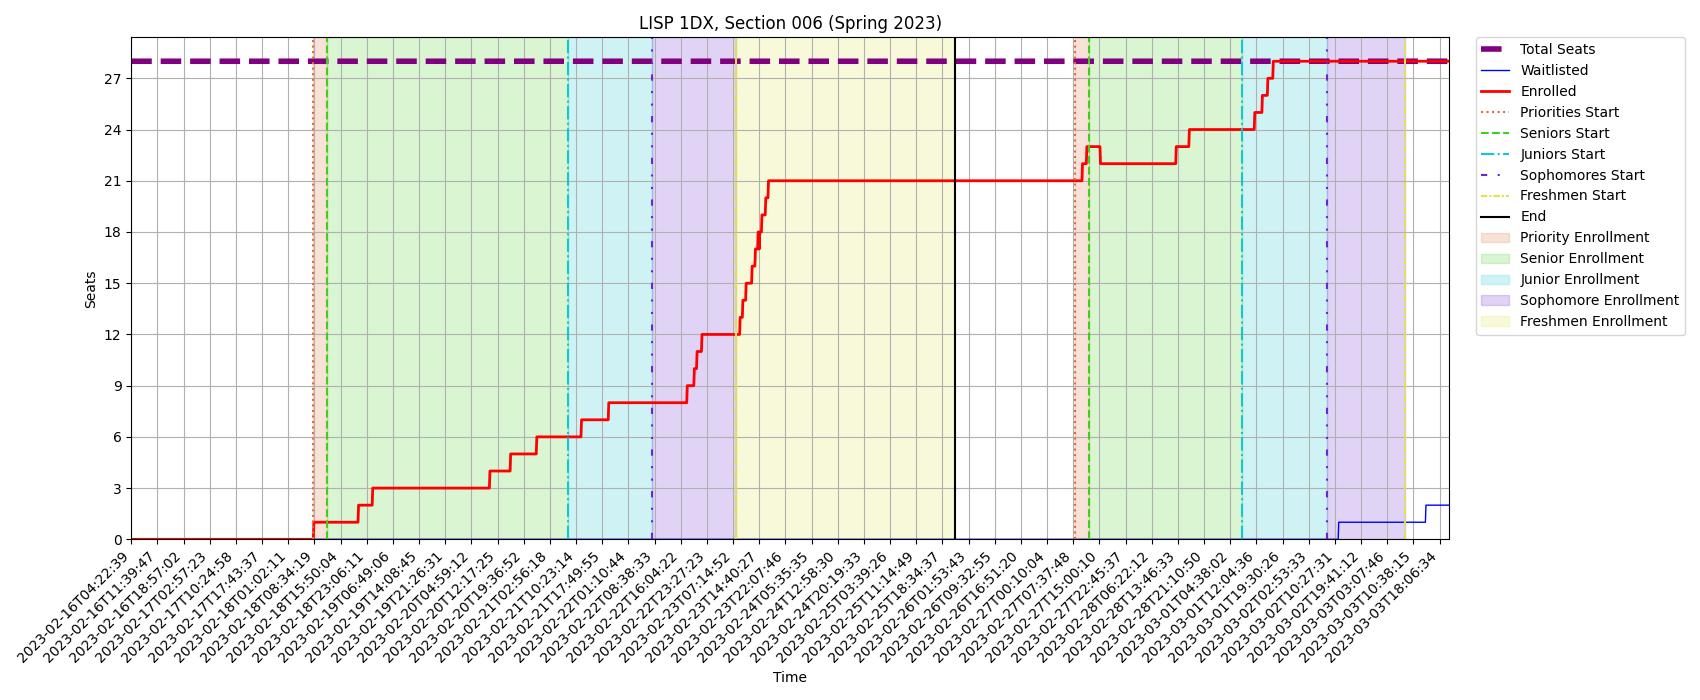 LISP 1DX, Section 006 (Spring 2023)
Seats
27
24
21
18
15
12
9
6
3
0
2023-02-16T04:22:39
2023-02-16T11:39:47
2023-02-16T18:57:02
2023-02-17T02:57:23
2023-02-17T10:24:58
2023-02-17T17:43:37
2023-02-18T01:02:11
2023-02-18T08:34:19
2023-02-18T15:50:04
2023-02-18T23:06:11
2023-02-19T06:49:06
2023-02-19T14:08:45
2023-02-19T21:26:31
2023-02-20T04:59:12
2023-02-20T12:17:25
2023-02-20T19:36:52
2023-02-21T02:56:18
2023-02-21T10:23:14
2023-02-21T17:49:55
2023-02-22T01:10:44
2023-02-22T08:38:33
2023-02-22T16:04:22
2023-02-22T23:27:23
2023-02-23T07:14:52
2023-02-23T14:40:27
2023-02-23T22:07:46
2023-02-24T05:35:35
2023-02-24T12:58:30
2023-02-24T20:19:33
2023-02-25T03:39:26
2023-02-25T11:14:49
2023-02-25T18:34:37
2023-02-26T01:53:43
2023-02-26T09:32:55
2023-02-26T16:51:20
2023-02-27T00:10:04
2023-02-27T07:37:48
2023-02-27T15:00:10
2023-02-27T22:45:37
2023-02-28T06:22:12
2023-02-28T13:46:33
2023-02-28T21:10:50
2023-03-01T04:38:02
2023-03-01T12:04:36
2023-03-01T19:30:26
2023-03-02T02:53:33
2023-03-02T10:27:31
2023-03-02T19:41:12
2023-03-03T03:07:46
2023-03-03T10:38:15
2023-03-03T18:06:34
Time
Total Seats
Waitlisted
Enrolled
Priorities Start
Seniors Start
Juniors Start
Sophomores Start
Freshmen Start
End
Priority Enrollment
Senior Enrollment
Junior Enrollment
Sophomore Enrollment
Freshmen Enrollment